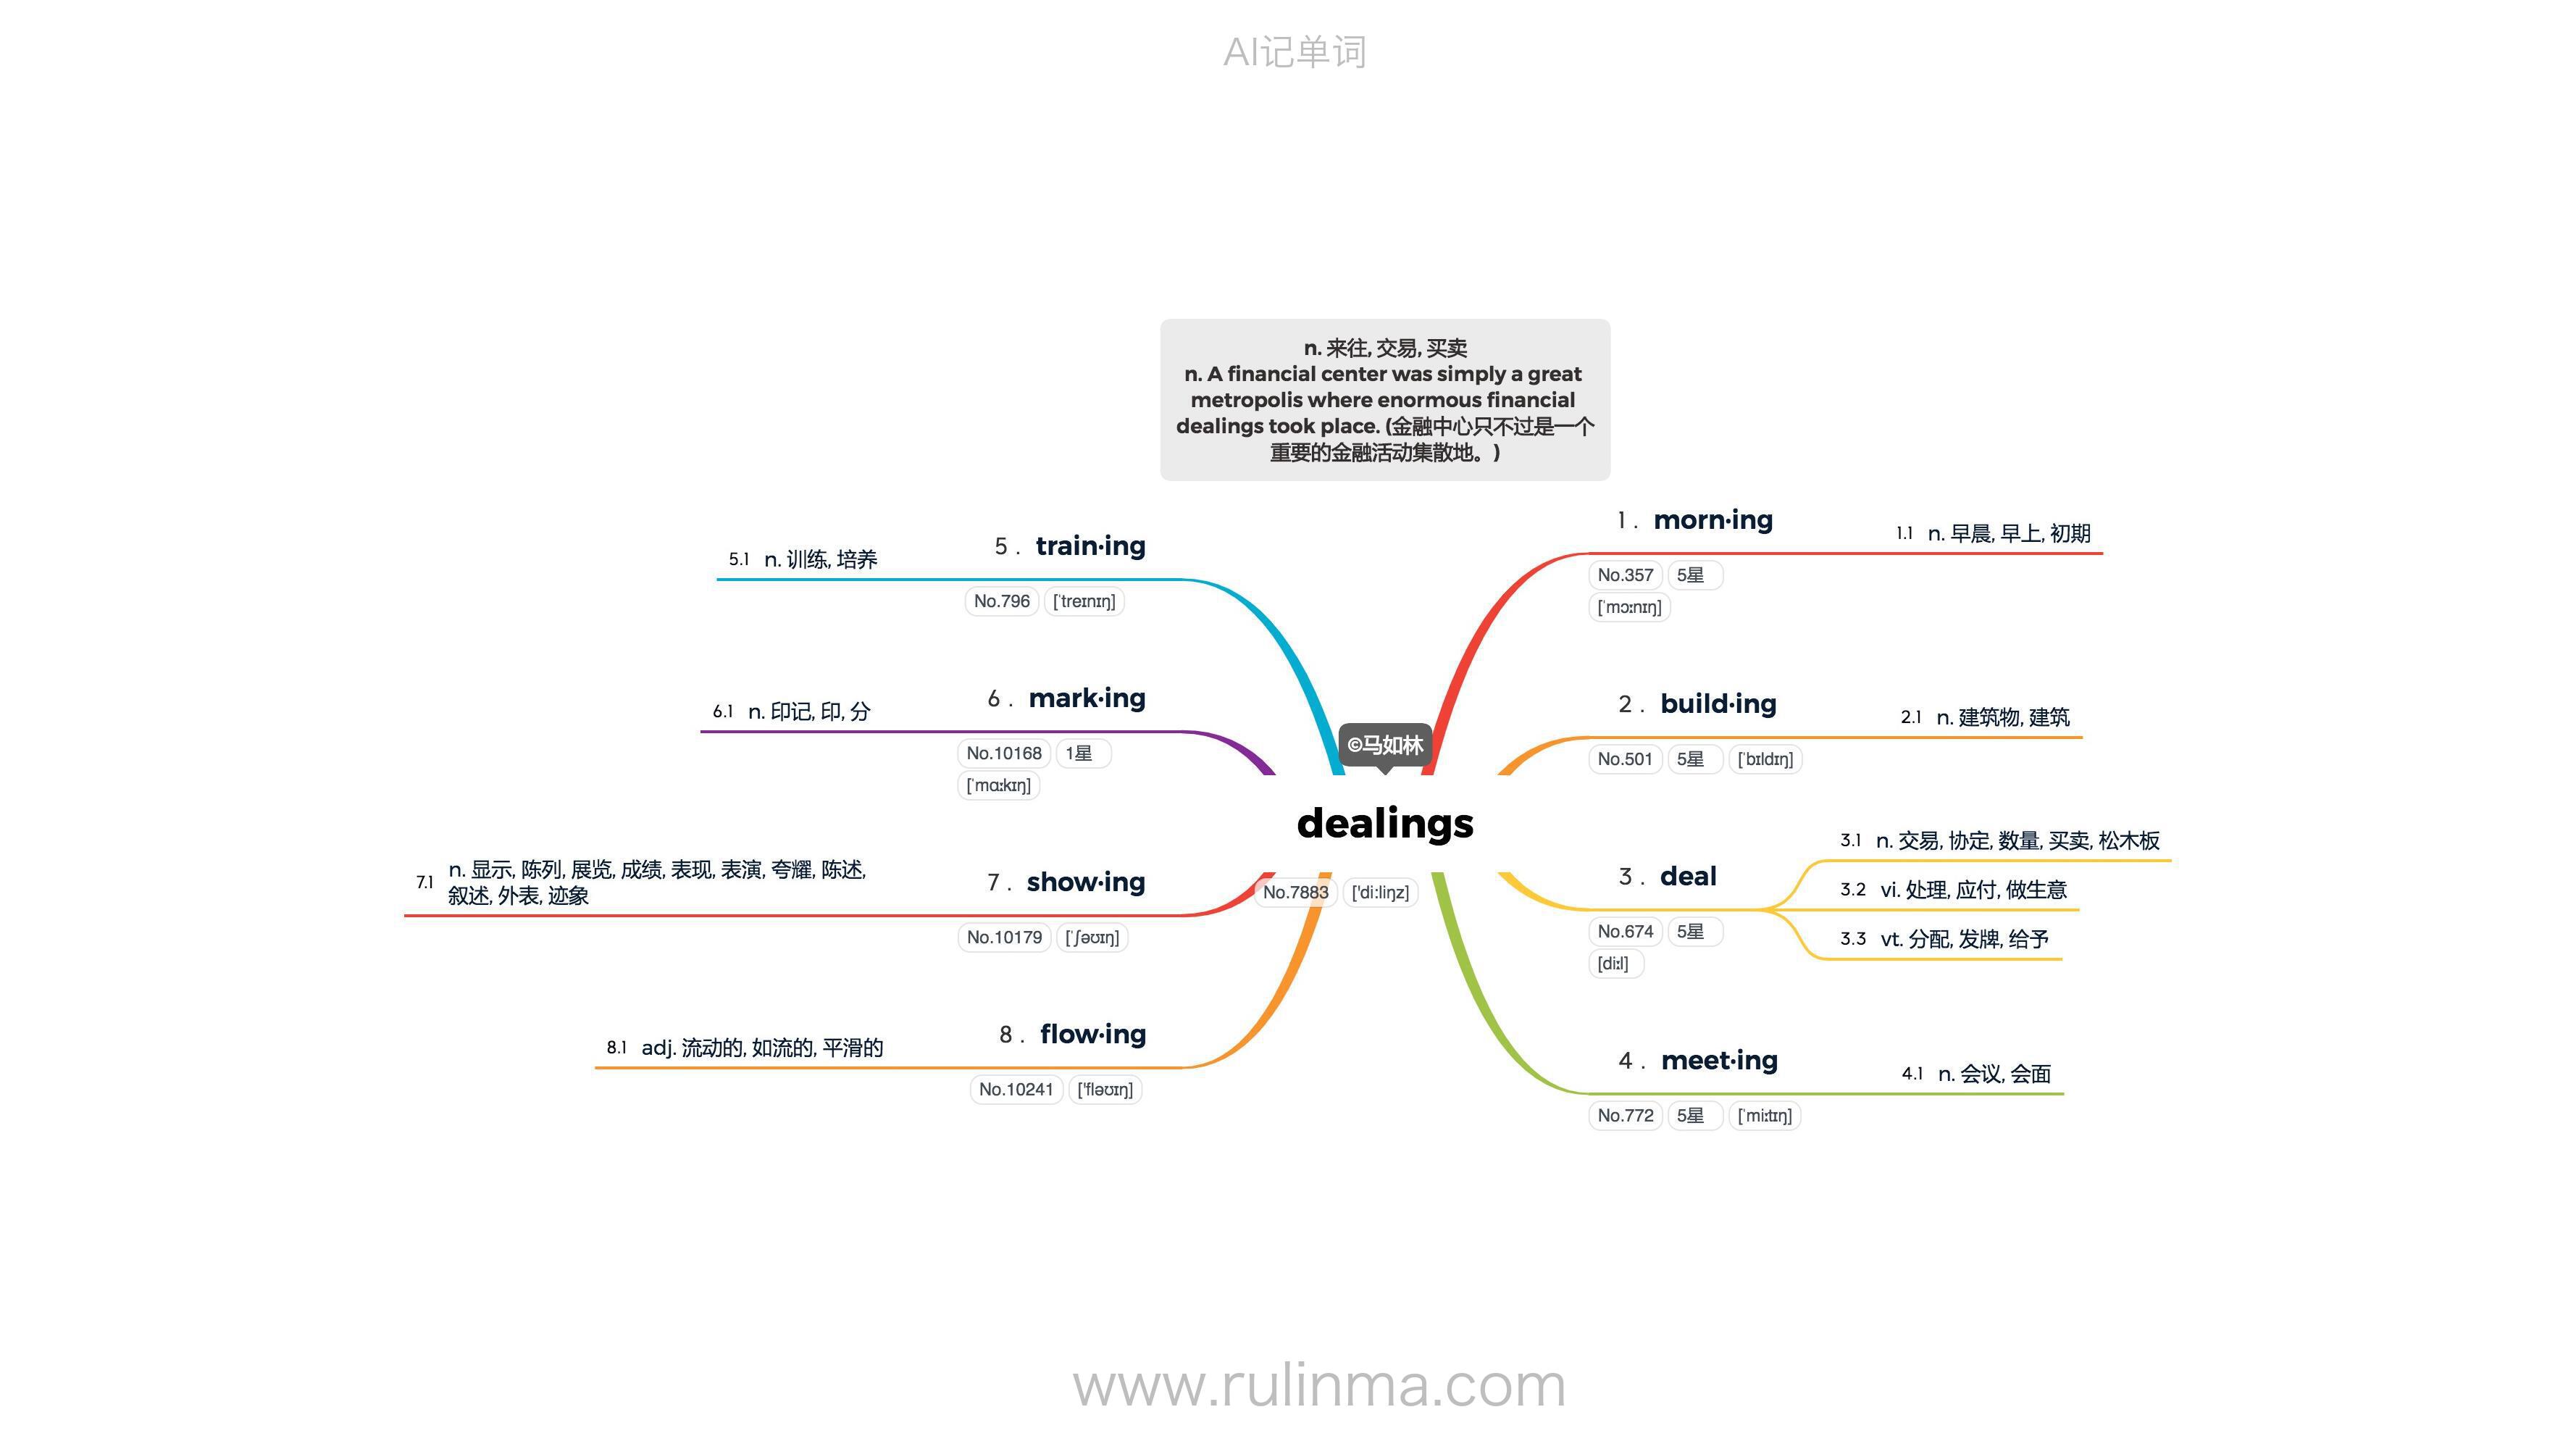 AI记单词
n. 来往, 交易, 买卖
n. A financial center was simply a great
metropolis where enormous financial
dealings took place. (金融中心只不过是一个
重要的金融活动集散地。)
©马如林
dealings
No.7883 ['di:liŋz]
1 . morn·ing
No.357 5星
[ˈmɔːnɪŋ]
1.1 n. 早晨, 早上, 初期
2 . build·ing
No.501 5星 [ˈbɪldɪŋ]
2.1 n. 建筑物, 建筑
3 . deal
No.674 5星
[diːl]
3.1 n. 交易, 协定, 数量, 买卖, 松木板
3.2 vi. 处理, 应付, 做生意
3.3 vt. 分配, 发牌, 给予
4 . meet·ing
No.772 5星 [ˈmiːtɪŋ]
4.1 n. 会议, 会面
5 . train·ing
No.796 [ˈtreɪnɪŋ]
5.1 n. 训练, 培养
6 . mark·ing
No.10168 1星
[ˈmɑːkɪŋ]
6.1 n. 印记, 印, 分
7 . show·ing
No.10179 [ˈʃəʊɪŋ]
7.1 n. 显示, 陈列, 展览, 成绩, 表现, 表演, 夸耀, 陈述,
叙述, 外表, 迹象
8 . flow·ing
No.10241 ['fləʊɪŋ]
8.1 adj. 流动的, 如流的, 平滑的
www.rulinma.com